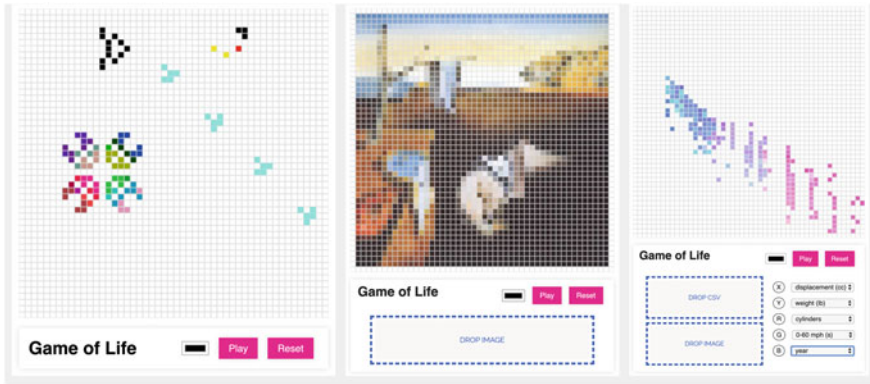 Game of Life
Play
Reset
Game of Life
Play
Reset
DROP IMAGE
Game of Life
Play
Reset
DROP CSV
DROP IMAGE
X displacement (cc)
Y weight (lb)
R cylinders
G 0-60 mph (s)
B year